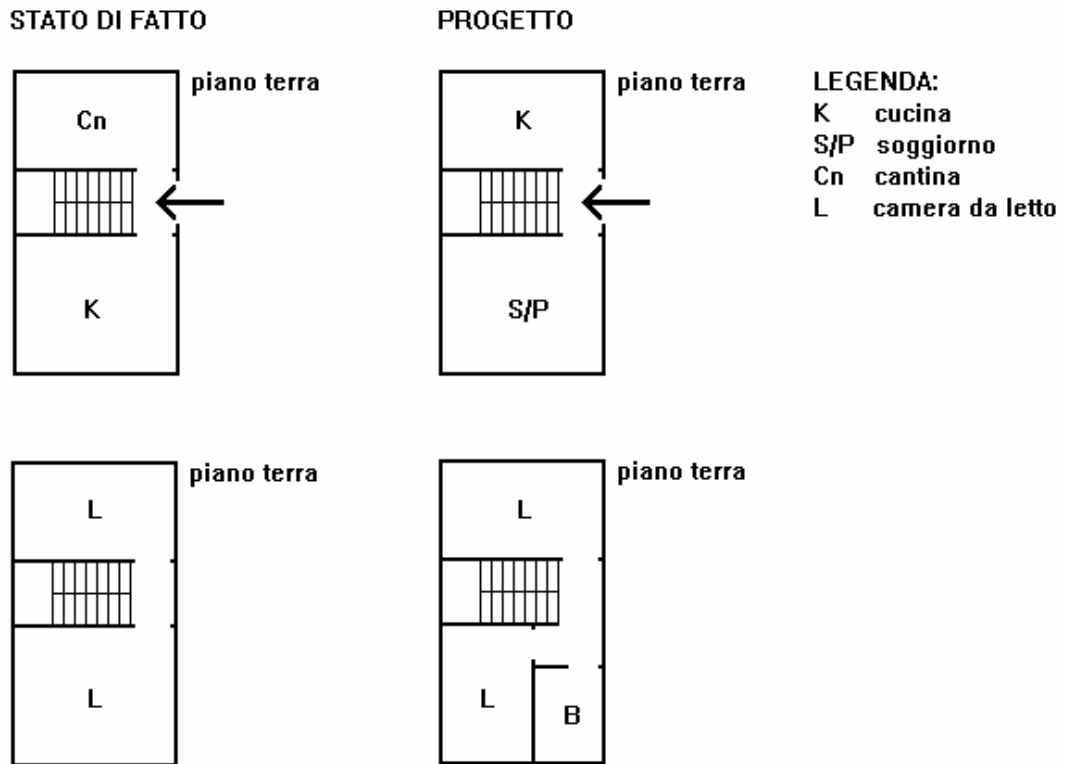 STATO DI FATTO
PROGETTO
piano terra
Cn
K
piano terra
K
S/P
LEGENDA:
K cucina
S/P soggiorno
Cn cantina
L camera da letto
piano terra
L
L
piano terra
L
L
B